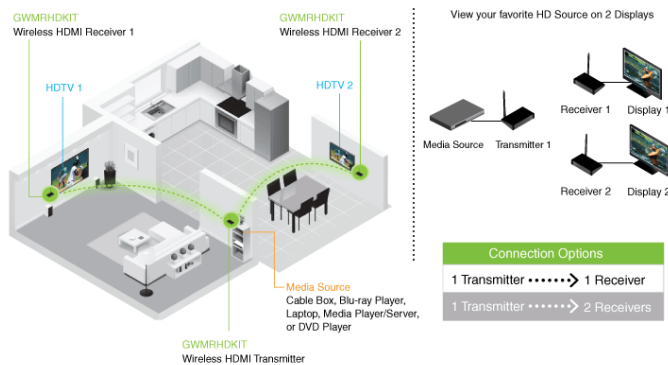 GWMRHDKIT
Wireless HDMI Receiver 1
GWMRHDKIT
Wireless HDMI Receiver 2
HDTV 1
HDTV 2
Media Source
Cable Box, Blu-ray Player,
Laptop, Media Player/Server,
or DVD Player
GWMRHDKIT
Wireless HDMI Transmitter
View your favorite HD Source on 2 Displays
Receiver 1
Display 1
Media Source
Transmitter 1
Receiver 2
Display 2
Connection Options
1 Transmitter 1 Receiver
1 Transmitter 2 Receivers